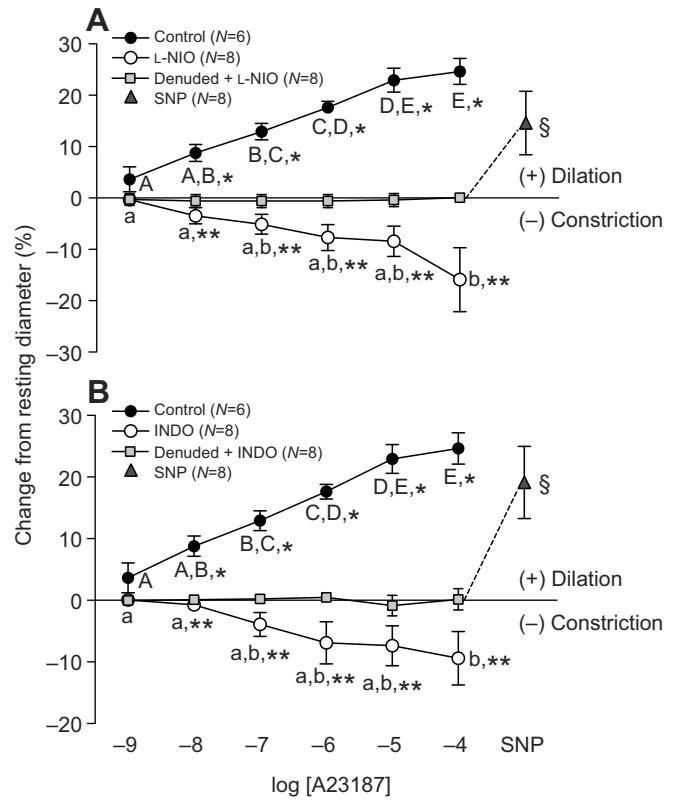 A
Control (N=6)
L-NIO (N=8)
Denuded + L-NIO (N=8)
SNP (N=8)
30
20
10
0
–10
–20
–30
A
A,B,*
B,C,*
C,D,*
D,E,*
E,*
§
(+) Dilation
(–) Constriction
a
a,**
a,b,**
a,b,**
a,b,**
b,**
Change from resting diameter (%)
B
Control (N=6)
INDO (N=8)
Denuded + INDO (N=8)
SNP (N=8)
30
20
10
0
–10
–20
A
A,B,*
B,C,*
C,D,*
D,E,*
E,*
§
(+) Dilation
(–) Constriction
a
a,**
a,b,**
a,b,**
a,b,**
b,**
–9 –8 –7 –6 –5 –4 SNP
log [A23187]